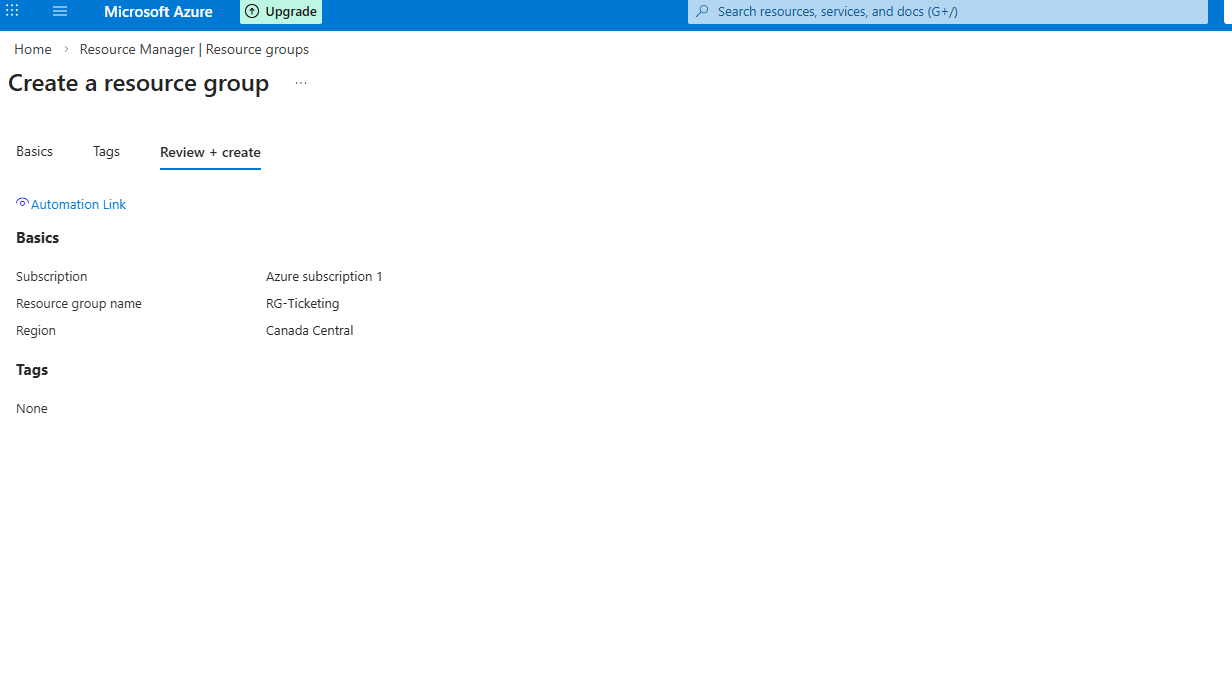 Microsoft Azure Upgrade Search resources, services, and docs (G+/)
Home > Resource Manager | Resource groups
Create a resource group ...
Basics Tags Review + create
Automation Link
Basics
Subscription Azure subscription 1
Resource group name RG-Ticketing
Region Canada Central
Tags
None